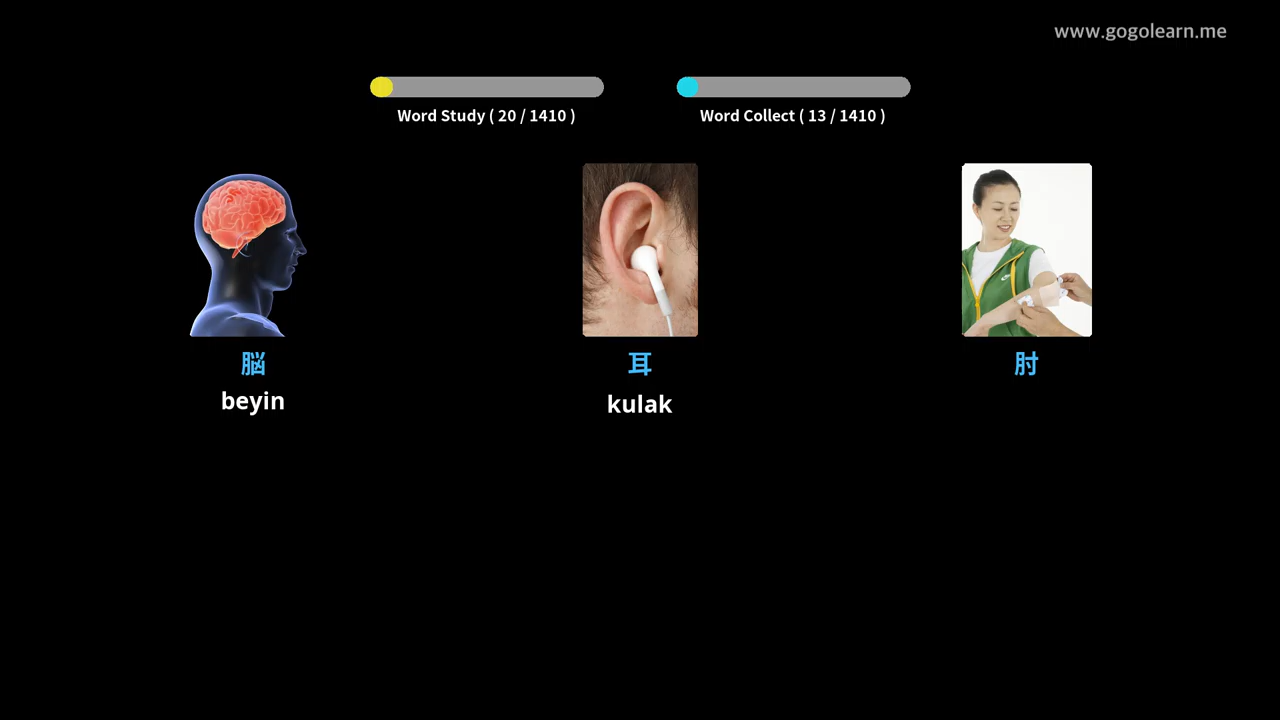 www.gogolearn.me
Word Study ( 20 / 1410 )
Word Collect ( 13 / 1410 )
脳
耳
肘
beyin
kulak